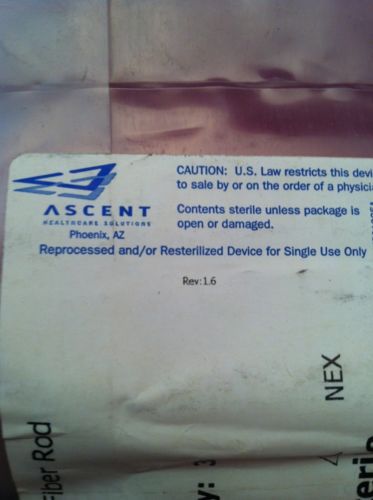 CAUTION: U.S. Law restricts this
to sale by or on the order of a
Contents sterile unless package is
open or damaged.
ASCENT
HEALTHCARE SOLUTIONS
Phoenix, AZ
Reprocessed and/or Resterilized Device for Single Use Only
Rev:1.6
NEX
Fiber Rod